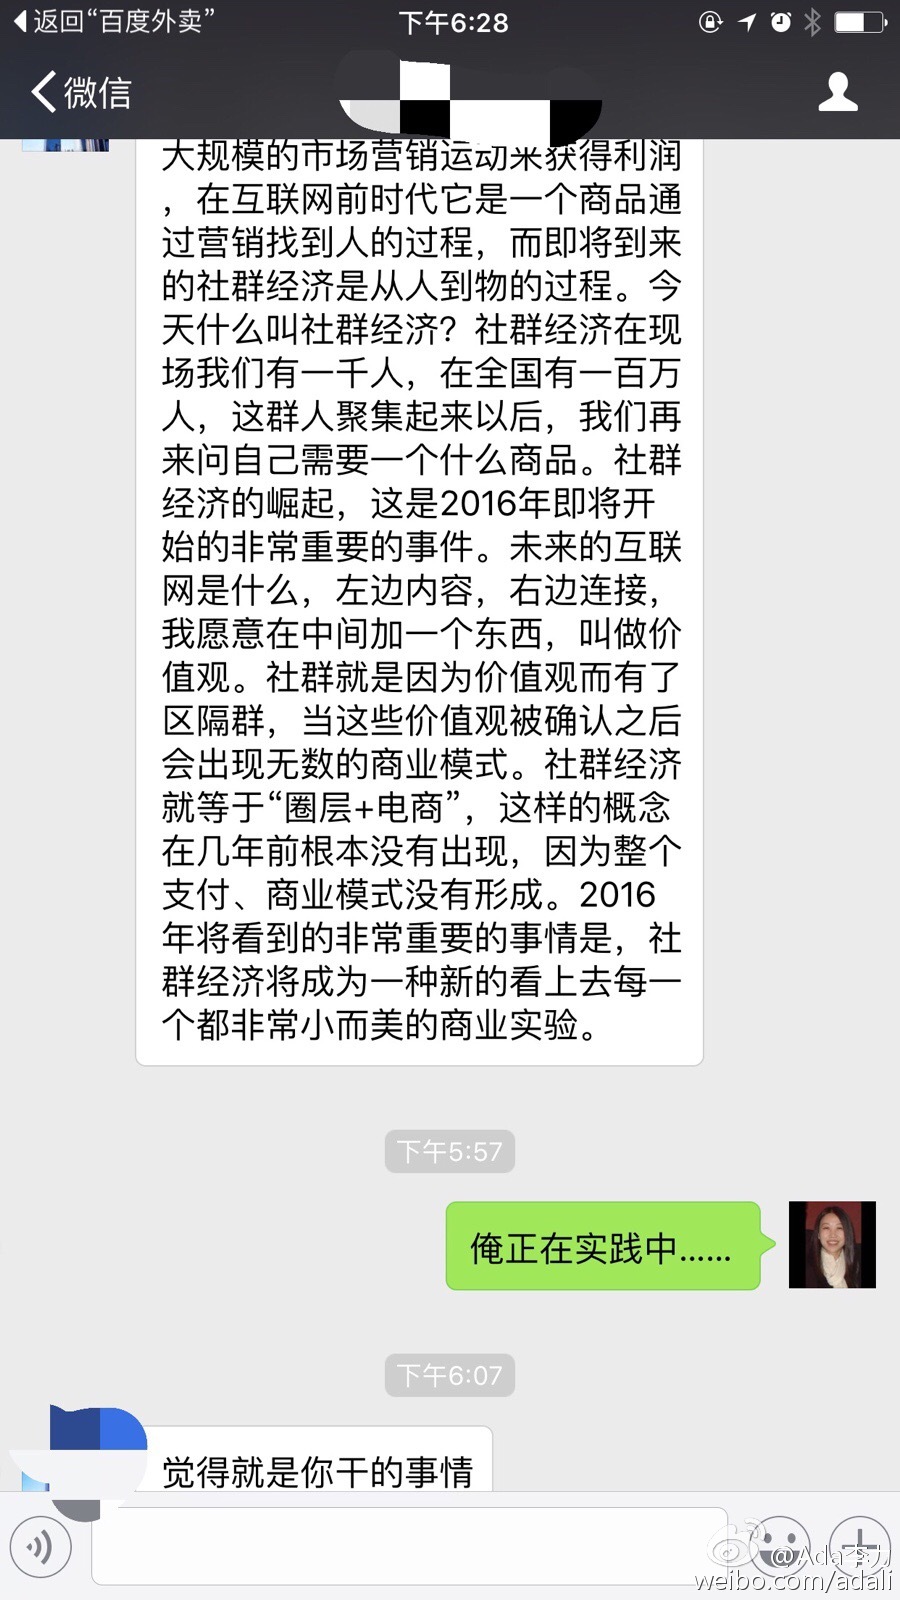 返回“百度外卖”
下午6:28
微信
大规模的市场营销运动来获得利润
，在互联网前时代它是一个商品通
过营销找到人的过程，而即将到来
的社群经济是从人到物的过程。今
天什么叫社群经济？社群经济在现
场我们有一千人，在全国有一百万
人，这群人聚集起来以后，我们再
来问自己需要一个什么商品。社群
经济的崛起，这是2016年即将开
始的非常重要的事件。未来的互联
网是什么，左边内容，右边连接，
我愿意在中间加一个东西，叫做价
值观。社群就是因为价值观而有了
区隔群，当这些价值观被确认之后
会出现无数的商业模式。社群经济
就等于“圈层+电商”，这样的概念
在几年前根本没有出现，因为整个
支付、商业模式没有形成。2016
年将看到的非常重要的事情是，社
群经济将成为一种新的看上去每一
个都非常小而美的商业实验。
下午5:57
俺正在实践中……
下午6:07
觉得就是你干的事情
@Ada李力
weibo.com/adali